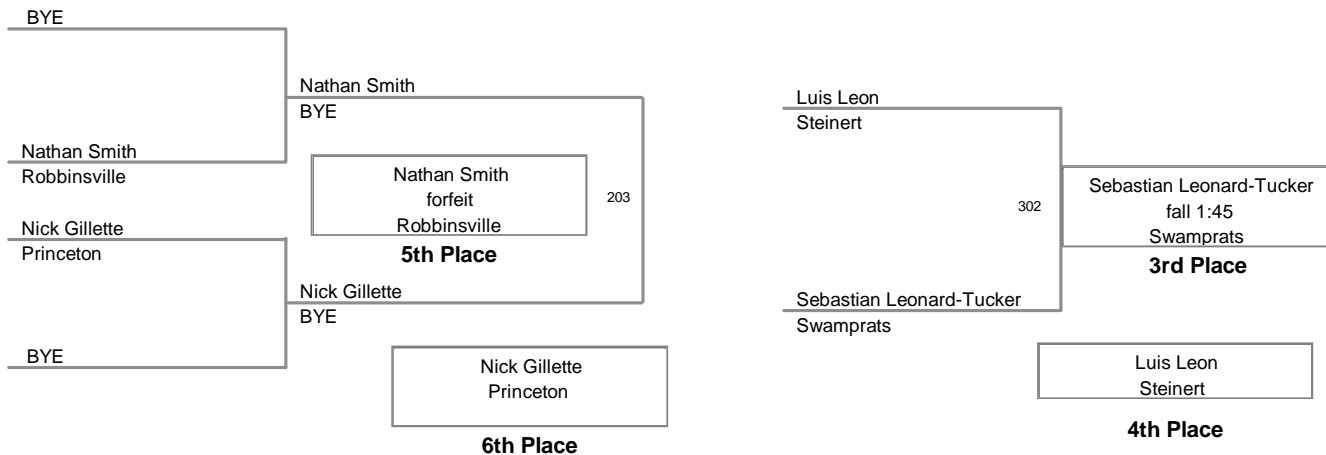 BYE
Nathan Smith
BYE
Nathan Smith
Robbinsville
Nathan Smith
forfeit
Robbinsville
203
5th Place
Nick Gillette
Princeton
Nick Gillette
BYE
BYE
Nick Gillette
Princeton
6th Place
Luis Leon
Steinert
302
Sebastian Leonard-Tucker
fall 1:45
Swamprats
3rd Place
Sebastian Leonard-Tucker
Swamprats
Luis Leon
Steinert
4th Place